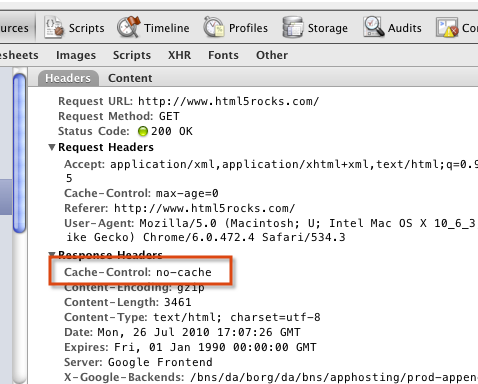 urces Scripts Timeline Profiles Storage Audits Co
esheets Images Scripts XHR Fonts Other
Headers Content
Request URL: http://www.html5rocks.com/
Request Method: GET
Status Code: 200 OK
Request Headers
Accept: application/xml,application/xhtml+xml,text/html;q=0.9
5
Cache-Control: max-age=0
Referer: http://www.html5rocks.com/
User-Agent: Mozilla/5.0 (Macintosh; U; Intel Mac OS X 10_6_3
ike Gecko) Chrome/6.0.472.4 Safari/534.3
Response Headers
Cache-Control: no-cache
Content-Encoding: gzip
Content-Length: 3461
Content-Type: text/html; charset=utf-8
Date: Mon, 26 Jul 2010 17:07:26 GMT
Expires: Fri, 01 Jan 1990 00:00:00 GMT
Server: Google Frontend
X-Google-Backends: /bns/da/borg/da/bns/apphosting/prod-appen